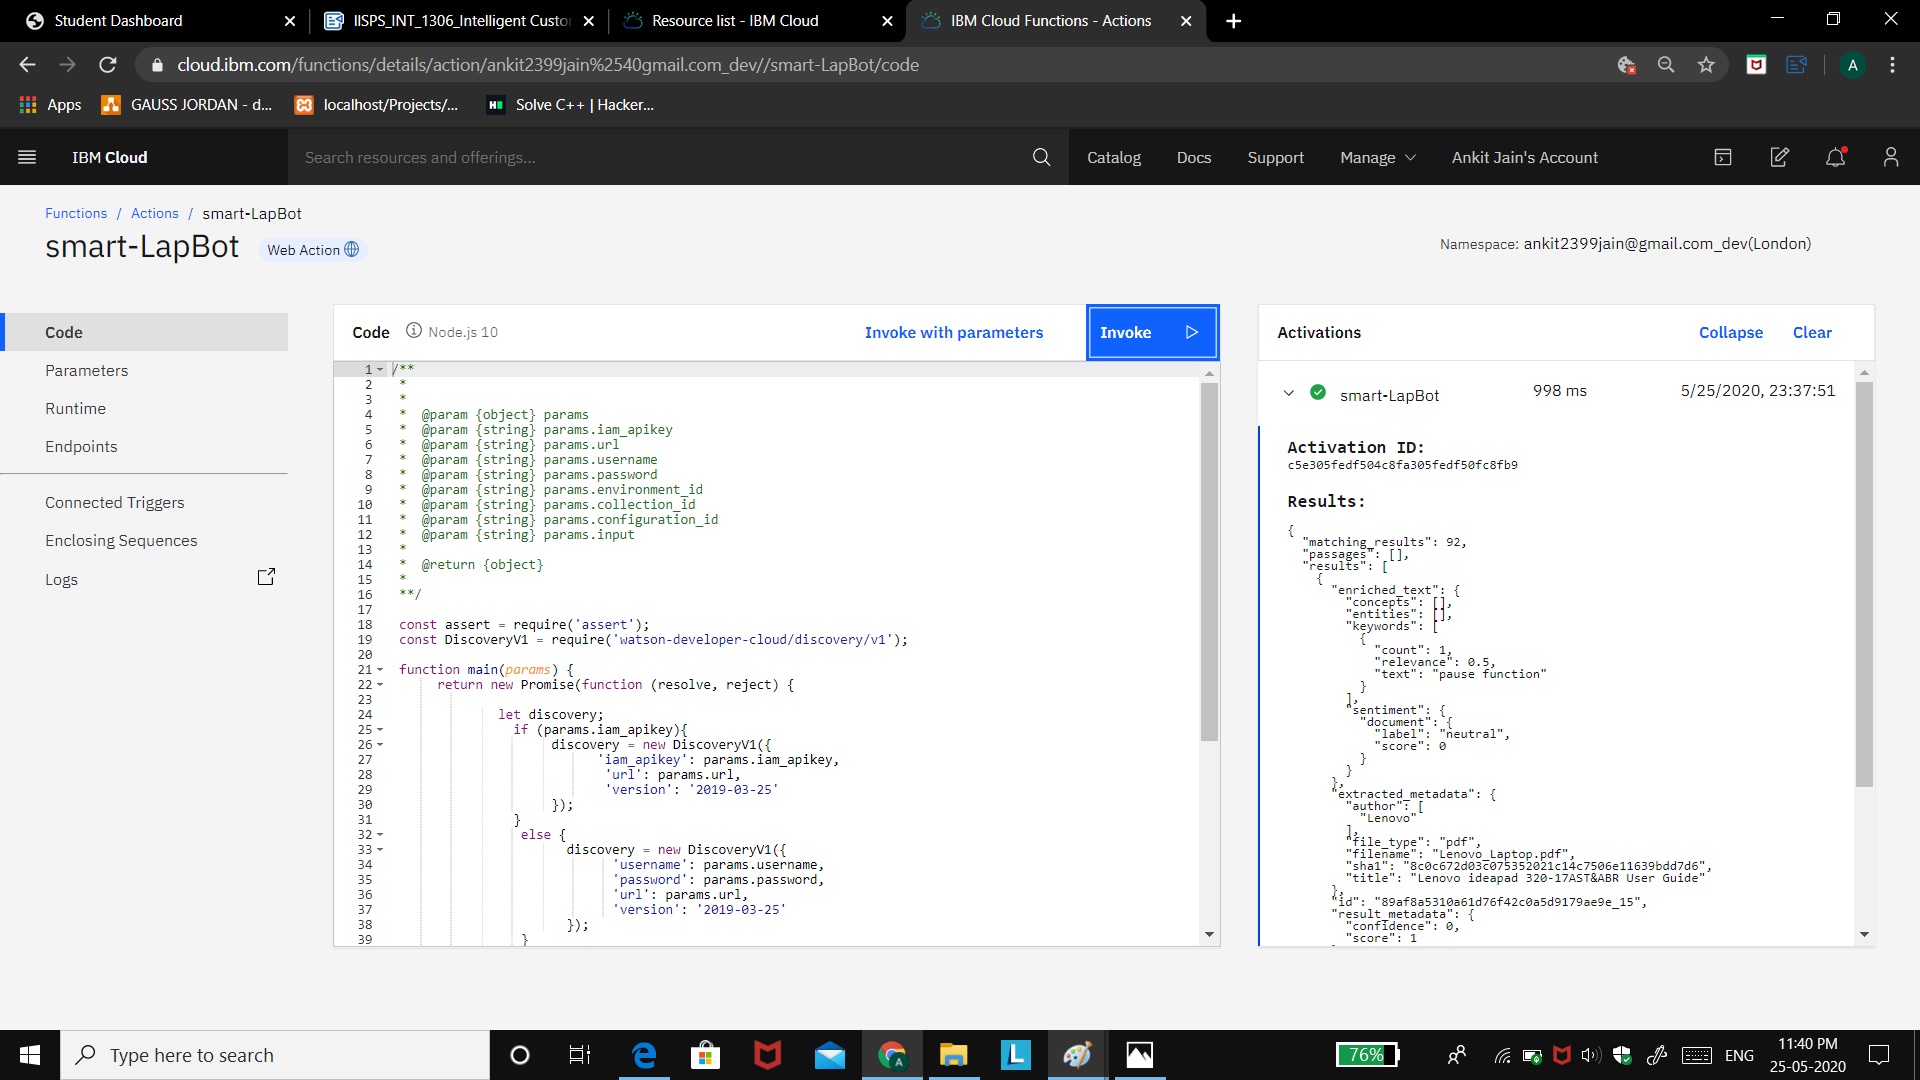 Student Dashboard
IISPS_INT_1306_Intelligent Custo
Resource list - IBM Cloud
IBM Cloud Functions - Actions
cloud.ibm.com/functions/details/action/ankit2399jain%2540gmail.com_dev//smart-LapBot/code
A
Apps
GAUSS JORDAN - d...
localhost/Projects/...
Solve C++ | Hacker...
IBM Cloud
Search resources and offerings...
Catalog
Docs
Support
Manage
Ankit Jain's Account
Functions / Actions / smart-LapBot
smart-LapBot
Web Action
Namespace: ankit2399jain@gmail.com_dev(London)
Code
Parameters
Runtime
Endpoints
Connected Triggers
Enclosing Sequences
Logs
Code
Node.js 10
Invoke with parameters
Invoke
1 /**
2 *
3 *
4 * @param {object} params
5 * @param {string} params.iam_apikey
6 * @param {string} params.url
7 * @param {string} params.username
8 * @param {string} params.password
9 * @param {string} params.environment_id
10 * @param {string} params.collection_id
11 * @param {string} params.configuration_id
12 * @param {string} params.input
13 *
14 * @return {object}
15 *
16 **/
17
18 const assert = require('assert');
19 const DiscoveryV1 = require('watson-developer-cloud/discovery/v1');
20
21 function main(params) {
22 return new Promise(function (resolve, reject) {
23
24 let discovery;
25 if (params.iam_apikey){
26 discovery = new DiscoveryV1({
27 'iam_apikey': params.iam_apikey,
28 'url': params.url,
29 'version': '2019-03-25'
30 });
31 }
32 else {
33 discovery = new DiscoveryV1({
34 'username': params.username,
35 'password': params.password,
36 'url': params.url,
37 'version': '2019-03-25'
38 });
39 }
Activations
Collapse
Clear
smart-LapBot
998 ms
5/25/2020, 23:37:51
Activation ID:
c5e305fedf504c8fa305fedf50fc8fb9
Results:
{
"matching_results": 92,
"passages": [],
"results": [
{
"enriched_text": {
"concepts": [],
"entities": [],
"keywords": [
{
"count": 1,
"relevance": 0.5,
"text": "pause function"
}
],
"sentiment": {
"document": {
"label": "neutral",
"score": 0
}
}
},
"extracted_metadata": {
"author": [
"Lenovo"
],
"file_type": "pdf",
"filename": "Lenovo_Laptop.pdf",
"sha1": "8c0c672d03c075352021c14c7506e11639bdd7d6",
"title": "Lenovo ideapad 320-17AST&ABR User Guide"
},
"id": "89af8a5310a61d76f42c0a5d9179ae9e_15",
"result_metadata": {
"confidence": 0,
"score": 1
Type here to search
76%
ENG
11:40 PM
25-05-2020